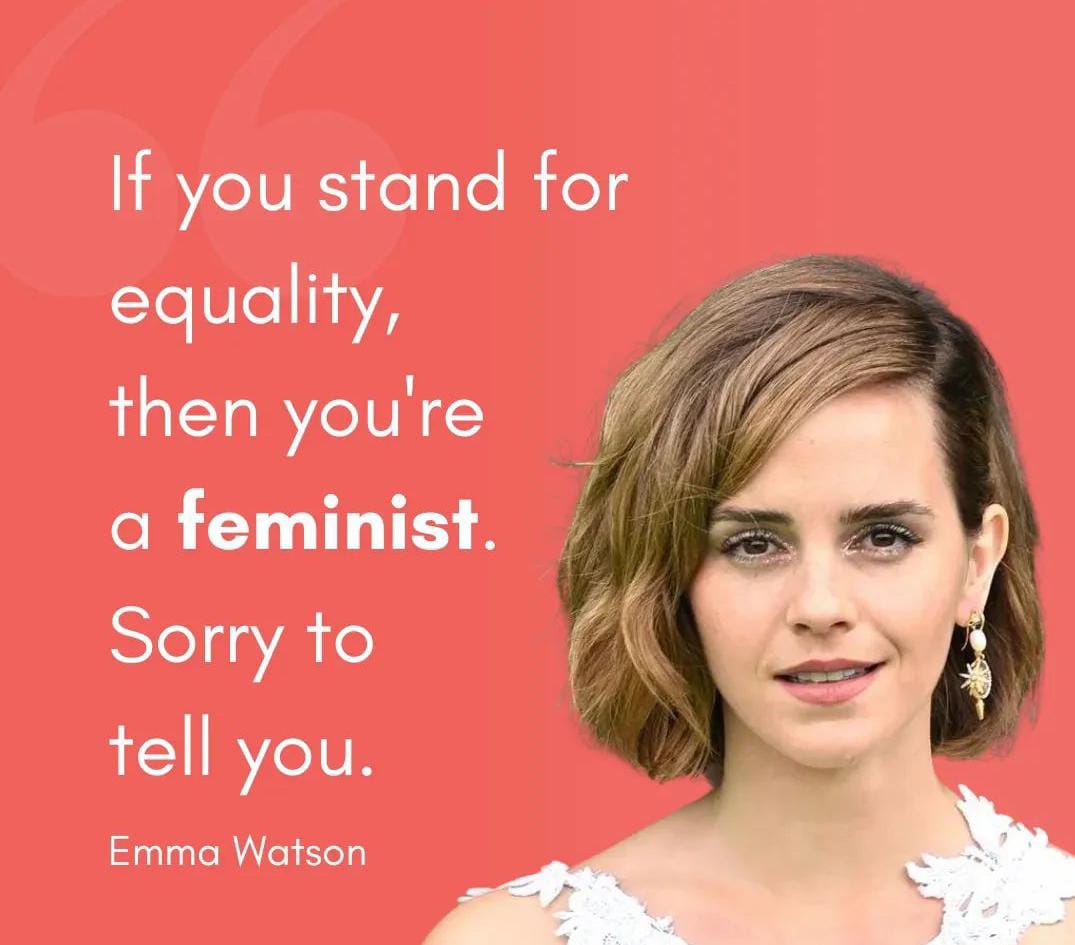 If you stand for
equality,
then you're
a feminist.
Sorry to
tell you.
Emma Watson